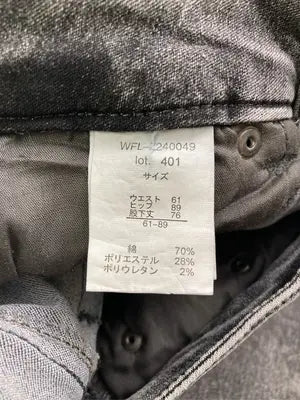 WFL-2240049
lot. 401
サイズ
ウエスト 61
ヒップ 89
股下丈 76
61-89
綿 70%
ポリエステル 28%
ポリウレタン 2%